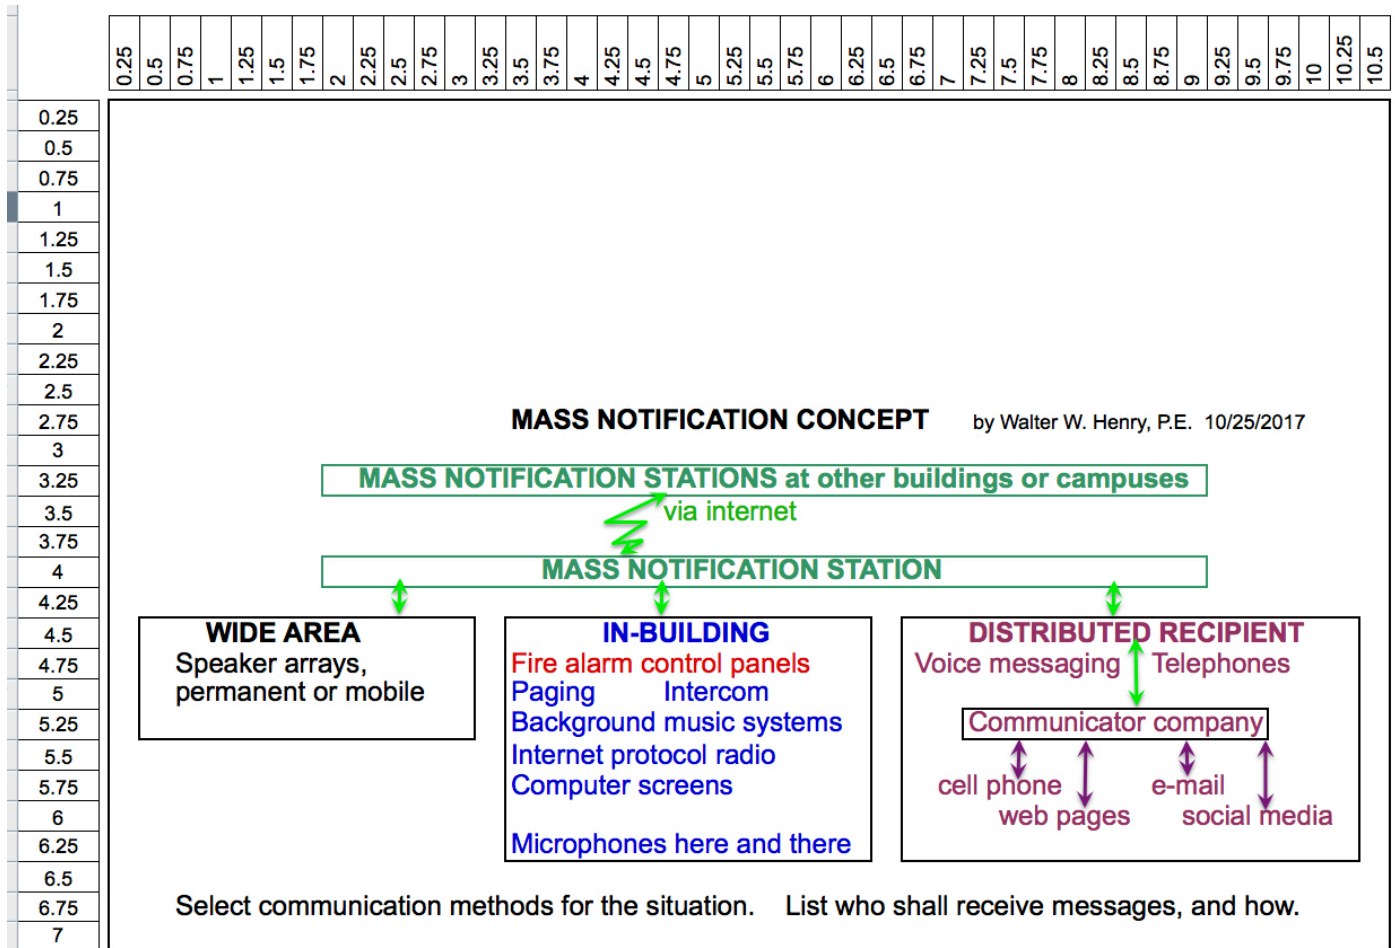 0.25 0.5 0.75 1 1.25 1.5 1.75 2 2.25 2.5 2.75 3 3.25 3.5 3.75 4 4.25 4.5 4.75 5 5.25 5.5 5.75 6 6.25 6.5 6.75 7 7.25 7.5 7.75 8 8.25 8.5 8.75 9 9.25 9.5 9.75 10 10.25 10.5
0.25
0.5
0.75
1
1.25
1.5
1.75
2
2.25
2.5
2.75
3
3.25
3.5
3.75
4
4.25
4.5
4.75
5
5.25
5.5
5.75
6
6.25
6.5
6.75
7
MASS NOTIFICATION CONCEPT by Walter W. Henry, P.E. 10/25/2017
MASS NOTIFICATION STATIONS at other buildings or campuses
via internet
MASS NOTIFICATION STATION
WIDE AREA
Speaker arrays,
permanent or mobile
IN-BUILDING
Fire alarm control panels
Paging Intercom
Background music systems
Internet protocol radio
Computer screens
Microphones here and there
DISTRIBUTED RECIPIENT
Voice messaging Telephones
Communicator company
cell phone e-mail
web pages social media
Select communication methods for the situation. List who shall receive messages, and how.